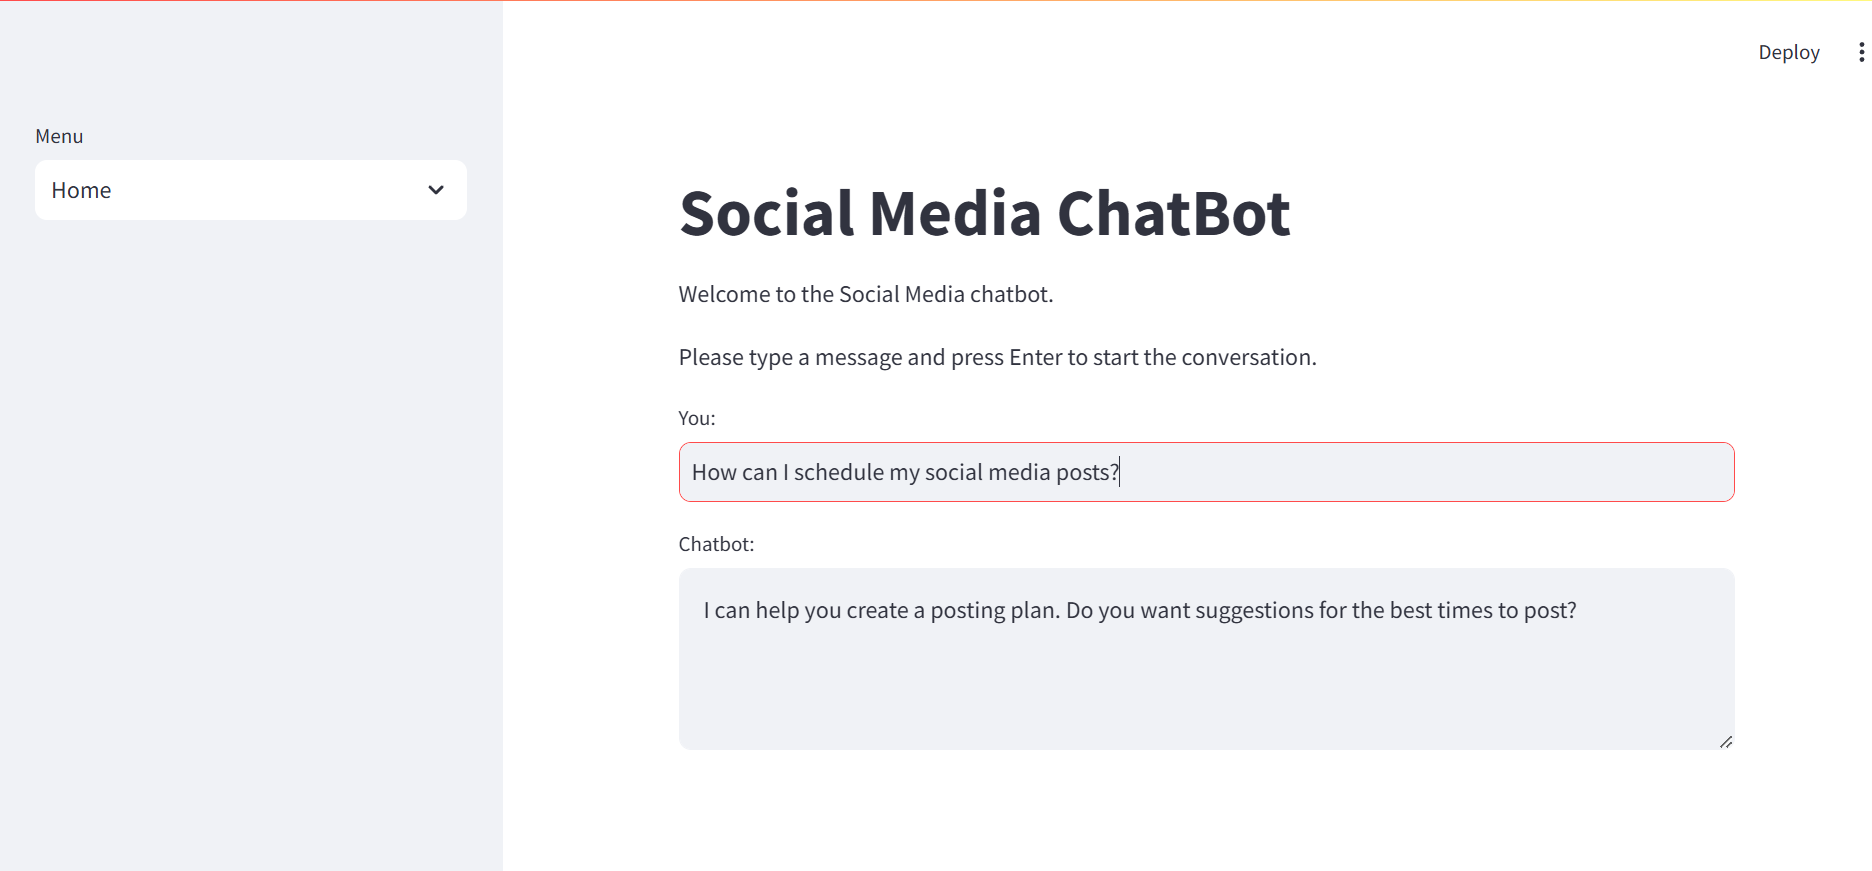 Deploy
Menu
Home
Social Media ChatBot
Welcome to the Social Media chatbot.
Please type a message and press Enter to start the conversation.
You:
How can I schedule my social media posts?
Chatbot:
I can help you create a posting plan. Do you want suggestions for the best times to post?